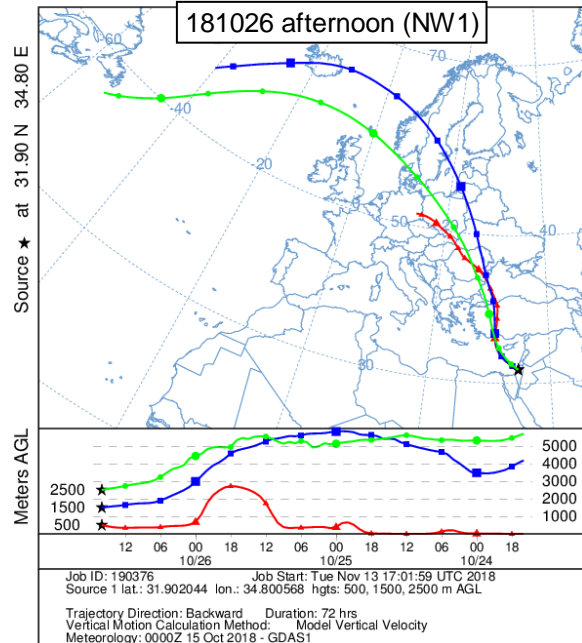 181026 afternoon (NW1)
Source ★ at 31.90 N 34.80 E
60
70
-40
-20
50
40
30
Meters AGL
2500
1500
500
5000
4000
3000
2000
1000
12 06 00 18 12 06 00 18 12 06 00 18
10/26 10/25 10/24
Job ID: 190376 Job Start: Tue Nov 13 17:01:59 UTC 2018
Source 1 lat.: 31.902044 lon.: 34.800568 hgts: 500, 1500, 2500 m AGL
Trajectory Direction: Backward Duration: 72 hrs
Vertical Motion Calculation Method: Model Vertical Velocity
Meteorology: 0000Z 15 Oct 2018 - GDAS1